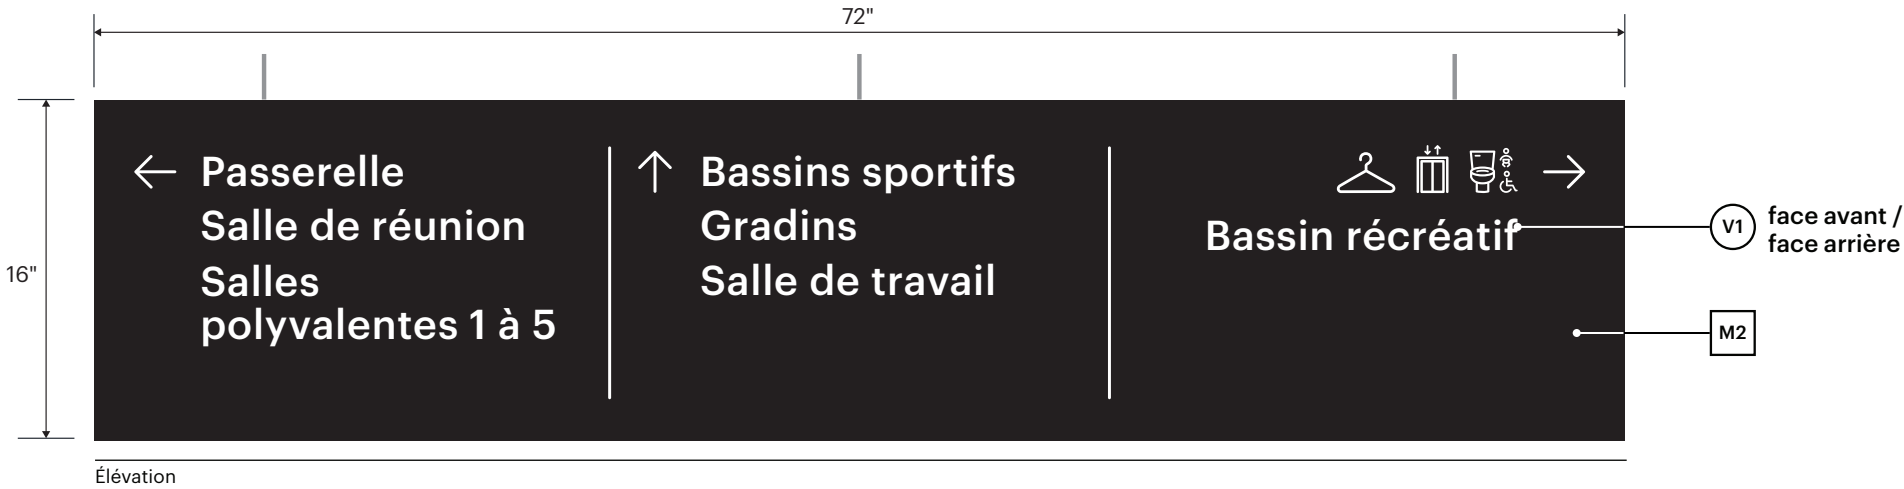 72"
16"
← Passerelle
Salle de réunion
Salles
polyvalentes 1 à 5
↑ Bassins sportifs
Gradins
Salle de travail
→
Bassin récréatif
V1
face avant /
face arrière
M2
Élévation